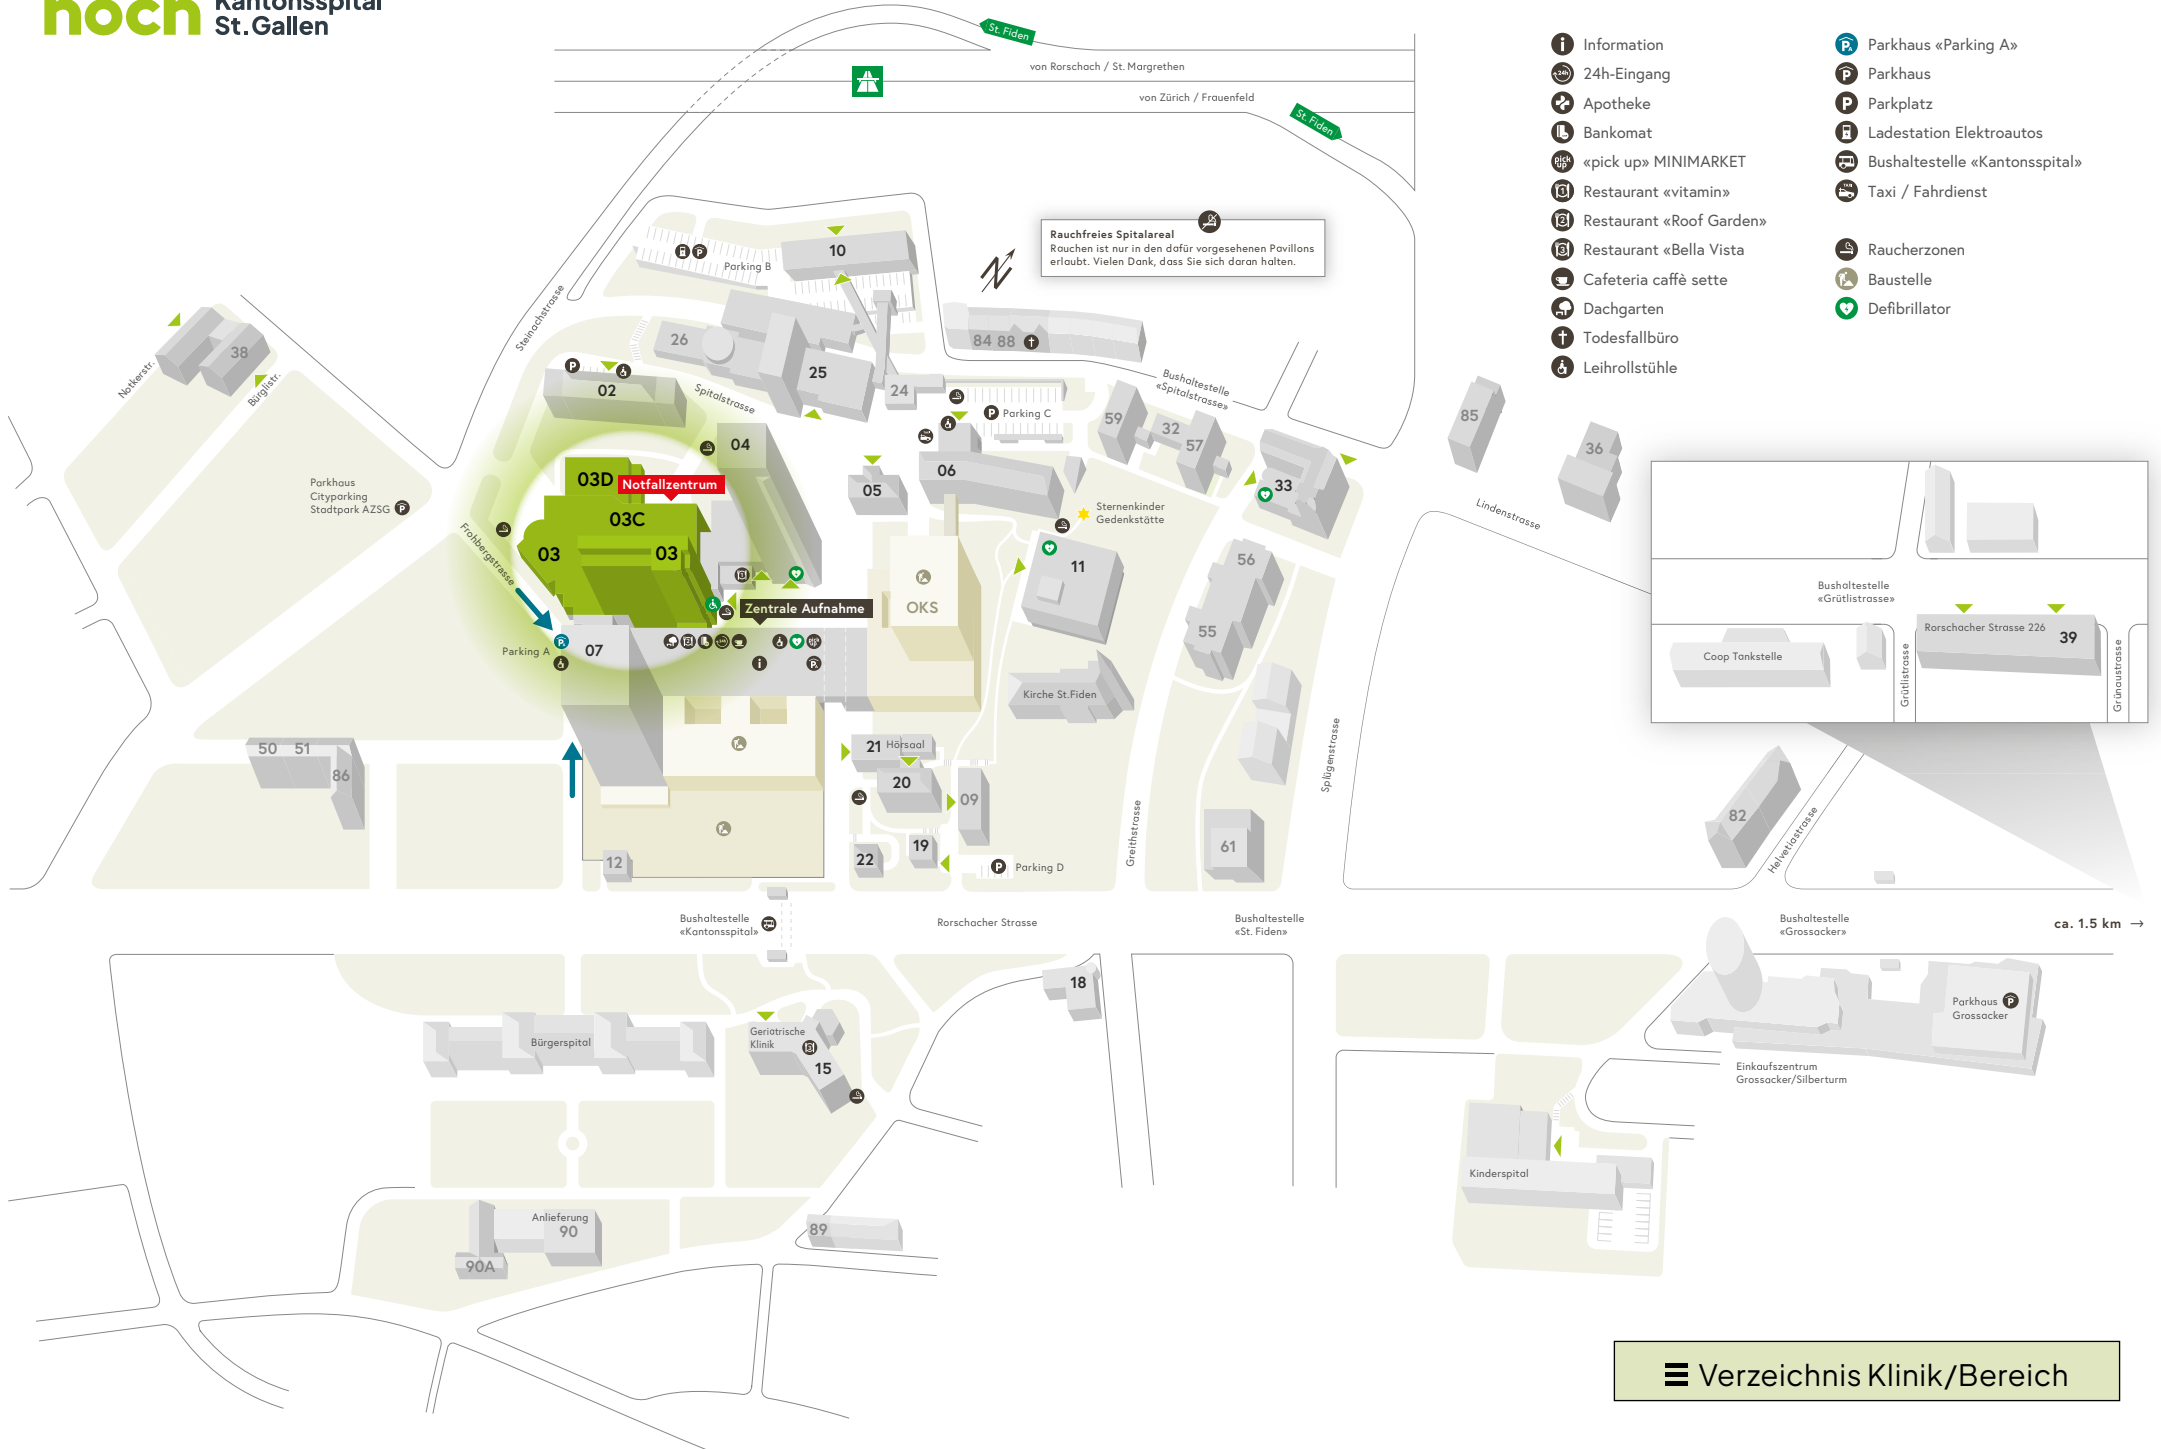 noch Kantonsspital
St.Gallen
St. Fiden
von Rorschach / St. Margrethen
von Zürich / Frauenfeld
St. Fiden
Information
24h-Eingang
Apotheke
Bankomat
«pick up» MINIMARKET
Restaurant «vitamin»
Restaurant «Roof Garden»
Restaurant «Bella Vista
Cafeteria caffè sette
Dachgarten
Todesfallbüro
Leihrollstühle
Parkhaus «Parking A»
Parkhaus
Parkplatz
Ladestation Elektroautos
Bushaltestelle «Kantonsspital»
Taxi / Fahrdienst
Raucherzonen
Baustelle
Defibrillator
Rauchfreies Spitalareal
Rauchen ist nur in den dafür vorgesehenen Pavillons
erlaubt. Vielen Dank, dass Sie sich daran halten.
N
10
Parking B
Steinachstrasse
26
25
24
84 88
38
Notkerstr.
Bürglistr.
02
Spitalstrasse
Bushaltestelle
«Spitalstrasse»
Parking C
59
32
57
85
36
04
06
05
33
03D
Notfallzentrum
03C
03
03
Parkhaus
Cityparking
Stadtpark AZSG
Frohbergstrasse
Sternenkinder
Gedenkstätte
Lindenstrasse
11
56
55
OKS
Zentrale Aufnahme
Parking A
07
Kirche St.Fiden
Bushaltestelle
«Grütlistrasse»
Rorschacher Strasse 226
39
Coop Tankstelle
Grütlistrasse
Grünaustrasse
50 51
86
21 Hörsaal
20
09
19
22
12
Parking D
Greithstrasse
Splügenstrasse
61
82
Helvetiastrasse
Bushaltestelle
«Kantonsspital»
Rorschacher Strasse
Bushaltestelle
«St. Fiden»
Bushaltestelle
«Grossacker»
ca. 1.5 km →
18
Bürgerspital
Geriatrische
Klinik
15
Parkhaus
Grossacker
Einkaufszentrum
Grossacker/Silberturm
Kinderspital
Anlieferung
90
90A
89
Verzeichnis Klinik/Bereich